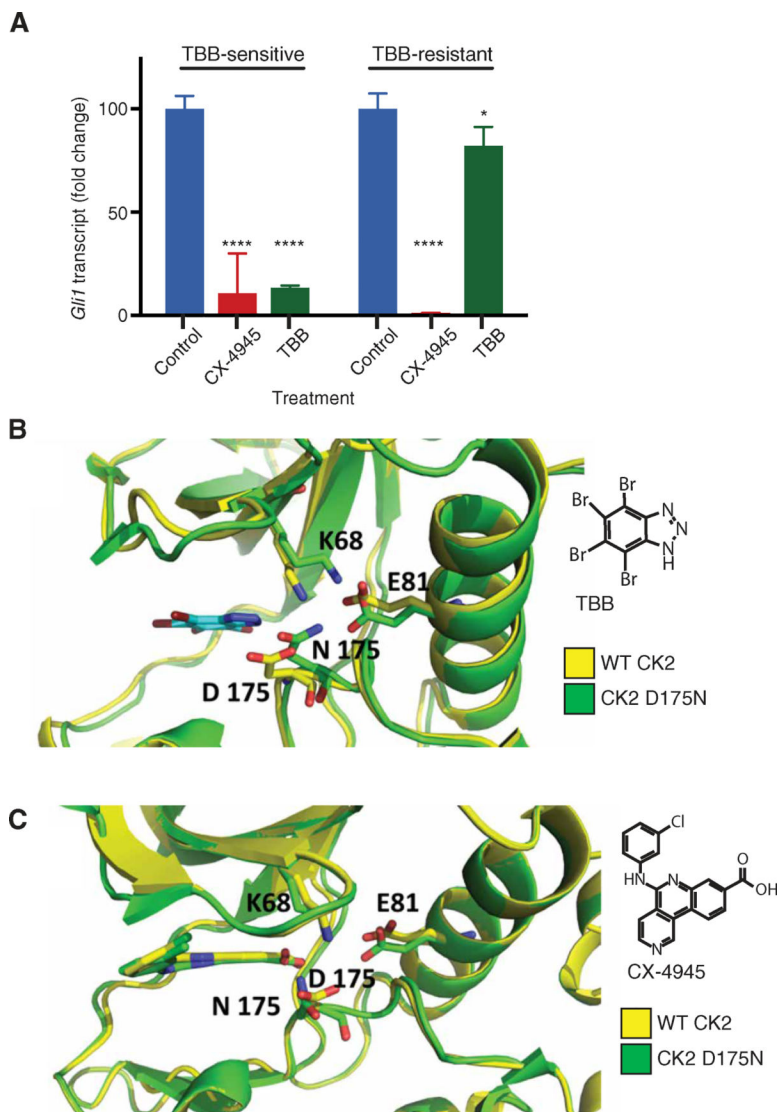 A
TBB-sensitive
TBB-resistant
Gli1 transcript (fold change)
100
50
0
****
****
****
*
Control
CX-4945
TBB
Control
CX-4945
TBB
Treatment
B
K68
E81
N 175
D 175
Br
Br
Br
Br
N
N
N
H
TBB
WT CK2
CK2 D175N
C
K68
E81
D 175
N 175
Cl
HN
N
O
OH
N
CX-4945
WT CK2
CK2 D175N